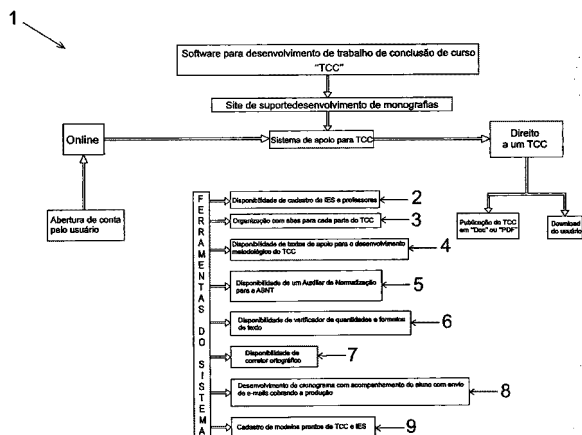 1
Software para desenvolvimento de trabalho de conclusão de curso
"TCC"
Site de suportedesenvolvimento de monografias
Online
Sistema de apoio para TCC
Direito
a um TCC
Abertura de conta
pelo usuário
Publicação do TCC
em "Doc" ou "PDF"
Download
do usuário
FERRAMENTAS DO SISTEMA
Disponibilidade de cadastro da IES e professores
2
Organização com abas para cada parte do TCC
3
Disponibilidade de textos de apoio para o desenvolvimento
metodológico do TCC
4
Disponibilidade de um Auxiliar de Normatização
para a ABNT
5
Disponibilidade de verificador de quantidades e formatos
de texto
6
Disponibilidade de
corretor ortográfico
7
Desenvolvimento de cronograma com acompanhamento do aluno com envio
de e-mails cobrando a produção
8
Cadastro de modelos prontos de TCC e IES
9